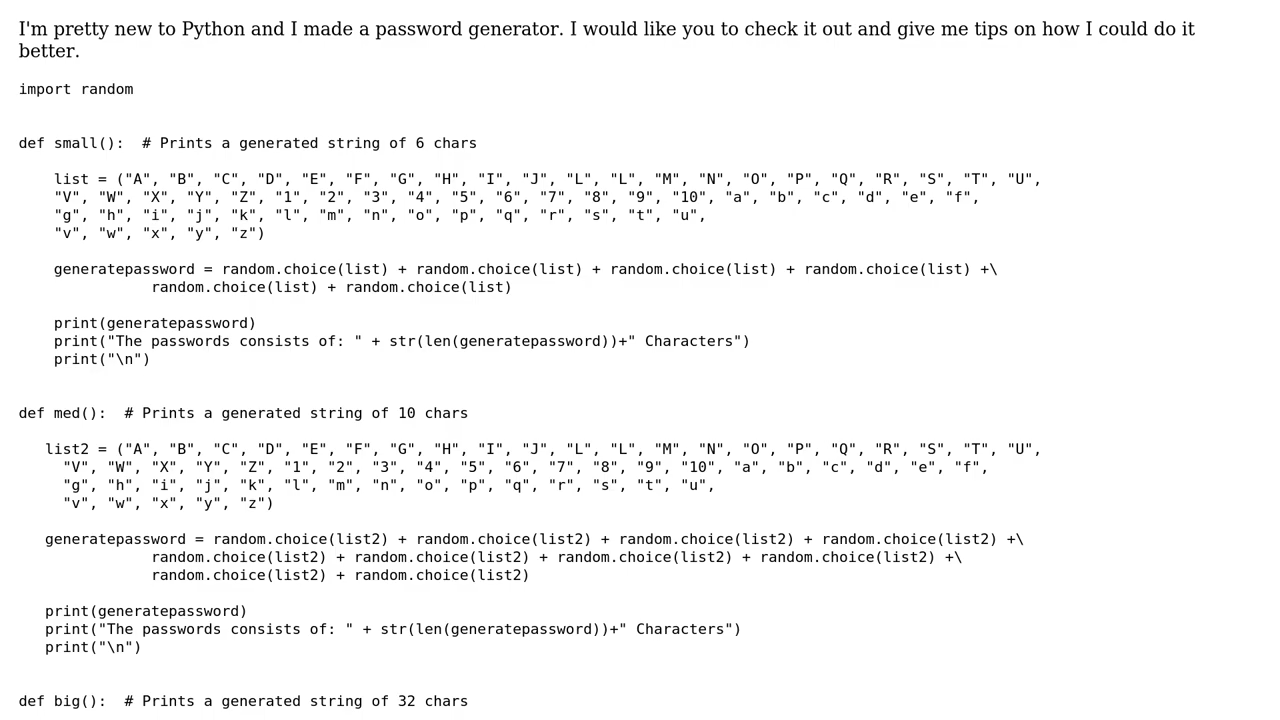 I'm pretty new to Python and I made a password generator. I would like you to check it out and give me tips on how I could do it
better.
import random
def small():  # Prints a generated string of 6 chars
    list = ("A", "B", "C", "D", "E", "F", "G", "H", "I", "J", "L", "L", "M", "N", "O", "P", "Q", "R", "S", "T", "U",
    "V", "W", "X", "Y", "Z", "1", "2", "3", "4", "5", "6", "7", "8", "9", "10", "a", "b", "c", "d", "e", "f",
    "g", "h", "i", "j", "k", "l", "m", "n", "o", "p", "q", "r", "s", "t", "u",
    "v", "w", "x", "y", "z")
    generatepassword = random.choice(list) + random.choice(list) + random.choice(list) + random.choice(list) +\
               random.choice(list) + random.choice(list)
    print(generatepassword)
    print("The passwords consists of: " + str(len(generatepassword))+" Characters")
    print("\n")
def med():  # Prints a generated string of 10 chars
   list2 = ("A", "B", "C", "D", "E", "F", "G", "H", "I", "J", "L", "L", "M", "N", "O", "P", "Q", "R", "S", "T", "U",
     "V", "W", "X", "Y", "Z", "1", "2", "3", "4", "5", "6", "7", "8", "9", "10", "a", "b", "c", "d", "e", "f",
     "g", "h", "i", "j", "k", "l", "m", "n", "o", "p", "q", "r", "s", "t", "u",
     "v", "w", "x", "y", "z")
   generatepassword = random.choice(list2) + random.choice(list2) + random.choice(list2) + random.choice(list2) +\
               random.choice(list2) + random.choice(list2) + random.choice(list2) + random.choice(list2) +\
               random.choice(list2) + random.choice(list2)
   print(generatepassword)
   print("The passwords consists of: " + str(len(generatepassword))+" Characters")
   print("\n")
def big():  # Prints a generated string of 32 chars